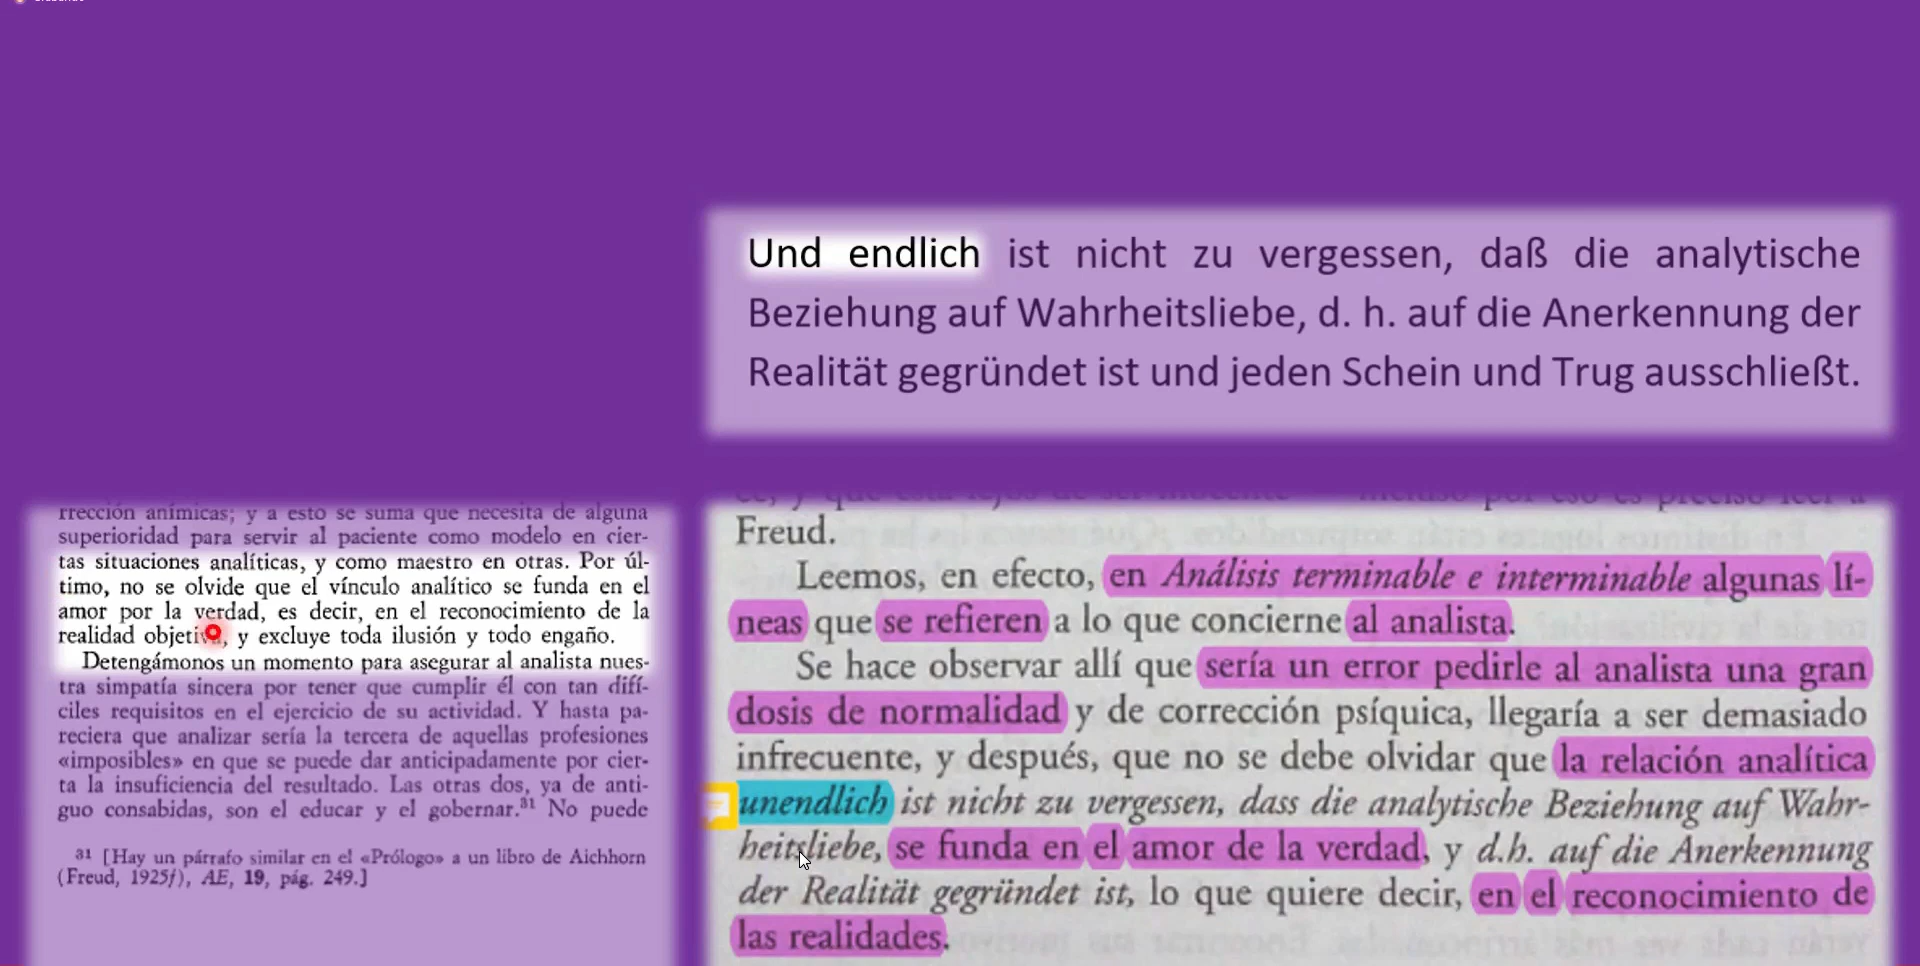 Und endlich ist nicht zu vergessen, daß die analytische
Beziehung auf Wahrheitsliebe, d. h. auf die Anerkennung der
Realität gegründet ist und jeden Schein und Trug ausschließt.
rrección anímicas; y a esto se suma que necesita de alguna
superioridad para servir al paciente como modelo en cier-
tas situaciones analíticas, y como maestro en otras. Por úl-
timo, no se olvide que el vínculo analítico se funda en el
amor por la verdad, es decir, en el reconocimiento de la
realidad objetiva, y excluye toda ilusión y todo engaño.
Detengámonos un momento para asegurar al analista nues-
tra simpatía sincera por tener que cumplir él con tan difí-
ciles requisitos en el ejercicio de su actividad. Y hasta pa-
reciera que analizar sería la tercera de aquellas profesiones
«imposibles» en que se puede dar anticipadamente por cier-
ta la insuficiencia del resultado. Las otras dos, ya de anti-
guo consabidas, son el educar y el gobernar.³¹ No puede
³¹ [Hay un párrafo similar en el «Prólogo» a un libro de Aichhorn
(Freud, 1925f), AE, 19, pág. 249.]
Freud.
Leemos, en efecto, en Análisis terminable e interminable algunas lí-
neas que se refieren a lo que concierne al analista.
Se hace observar allí que sería un error pedirle al analista una gran
dosis de normalidad y de corrección psíquica, llegaría a ser demasiado
infrecuente, y después, que no se debe olvidar que la relación analítica
unendlich ist nicht zu vergessen, dass die analytische Beziehung auf Wahr-
heitsliebe, se funda en el amor de la verdad, y d.h. auf die Anerkennung
der Realität gegründet ist, lo que quiere decir, en el reconocimiento de
las realidades.